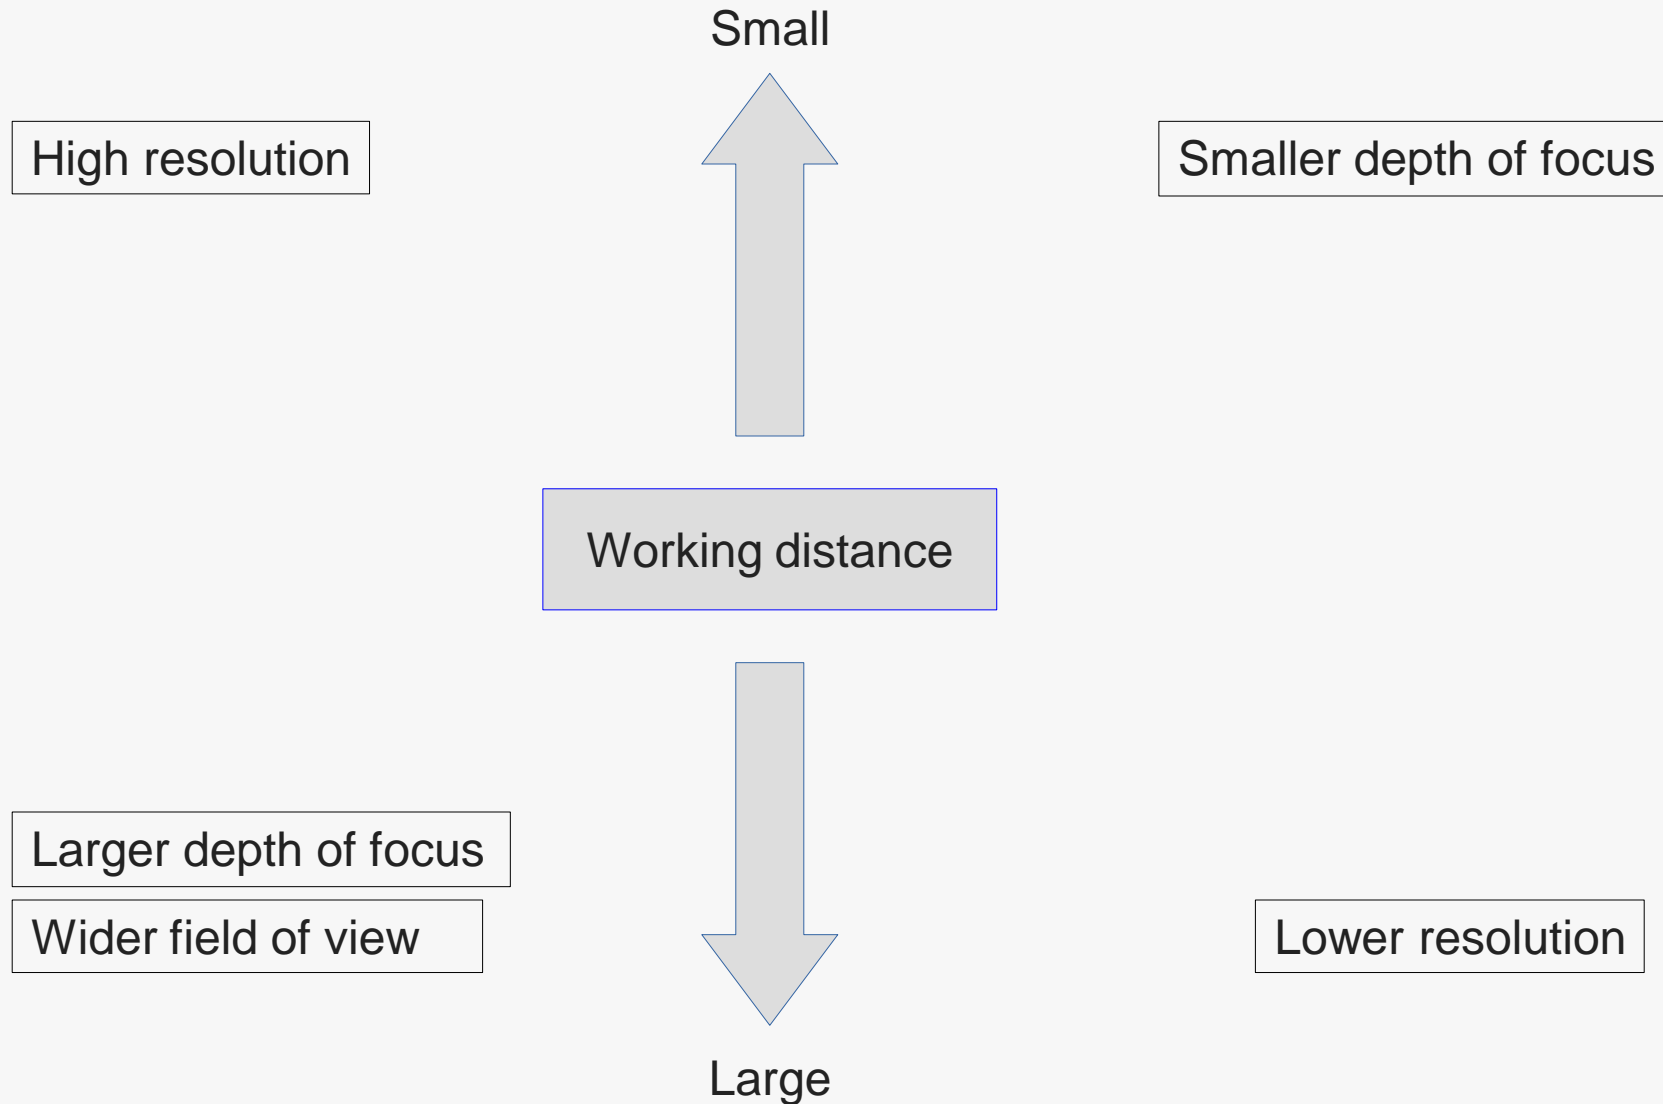 Small
High resolution
Smaller depth of focus
Working distance
Larger depth of focus
Wider field of view
Lower resolution
Large